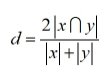 d = 2|x∩y| / |x|+|y|